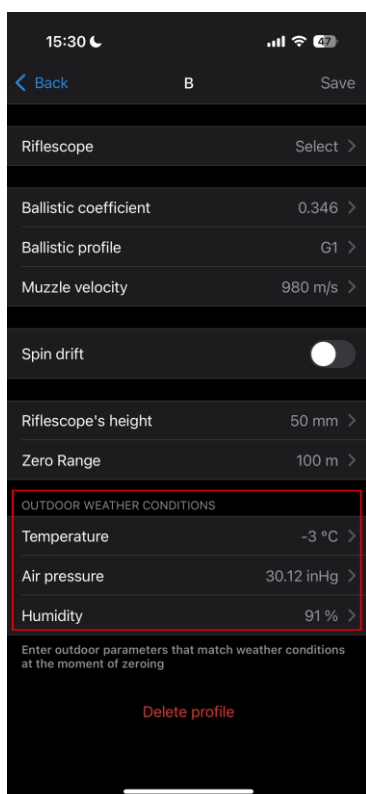 15:30
47
Back B Save
Riflescope Select
Ballistic coefficient 0.346
Ballistic profile G1
Muzzle velocity 980 m/s
Spin drift
Riflescope's height 50 mm
Zero Range 100 m
OUTDOOR WEATHER CONDITIONS
Temperature -3 °C
Air pressure 30.12 inHg
Humidity 91 %
Enter outdoor parameters that match weather conditions
at the moment of zeroing
Delete profile